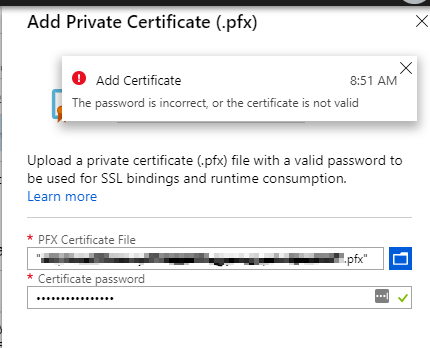 Add Private Certificate (.pfx)
Add Certificate
8:51 AM
The password is incorrect, or the certificate is not valid
Upload a private certificate (.pfx) file with a valid password to
be used for SSL bindings and runtime consumption.
Learn more
* PFX Certificate File
" .pfx"
* Certificate password
••••••••••••••••